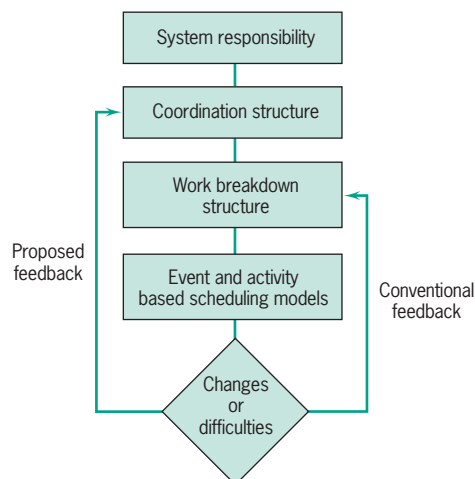 System responsibility
Coordination structure
Work breakdown
structure
Proposed
feedback
Event and activity
based scheduling models
Conventional
feedback
Changes
or
difficulties